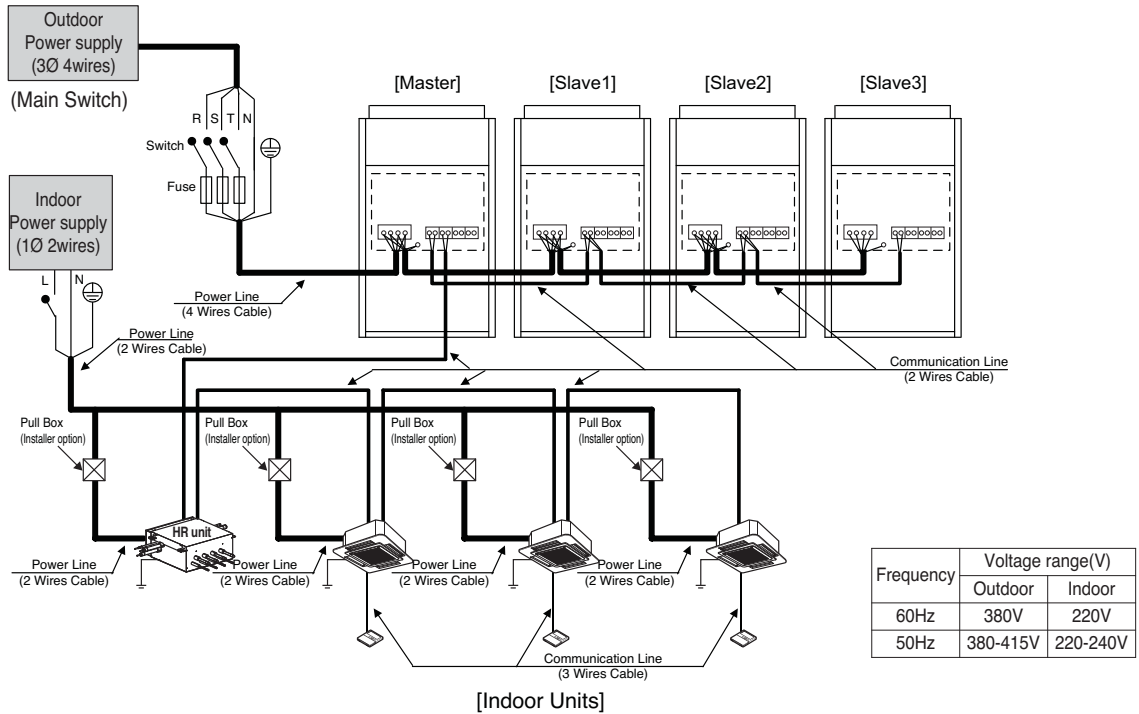 Outdoor
Power supply
(3Ø 4wires)
(Main Switch)
[Master]
[Slave1]
[Slave2]
[Slave3]
R S T N
Switch
Fuse
Indoor
Power supply
(1Ø 2wires)
L N
Power Line
(4 Wires Cable)
Power Line
(2 Wires Cable)
Communication Line
(2 Wires Cable)
Pull Box
(Installer option)
Pull Box
(Installer option)
Pull Box
(Installer option)
Pull Box
(Installer option)
HR unit
Power Line
(2 Wires Cable)
Power Line
(2 Wires Cable)
Power Line
(2 Wires Cable)
Power Line
(2 Wires Cable)
Communication Line
(3 Wires Cable)
[Indoor Units]
Frequency Voltage range(V)
Outdoor Indoor
60Hz 380V 220V
50Hz 380-415V 220-240V